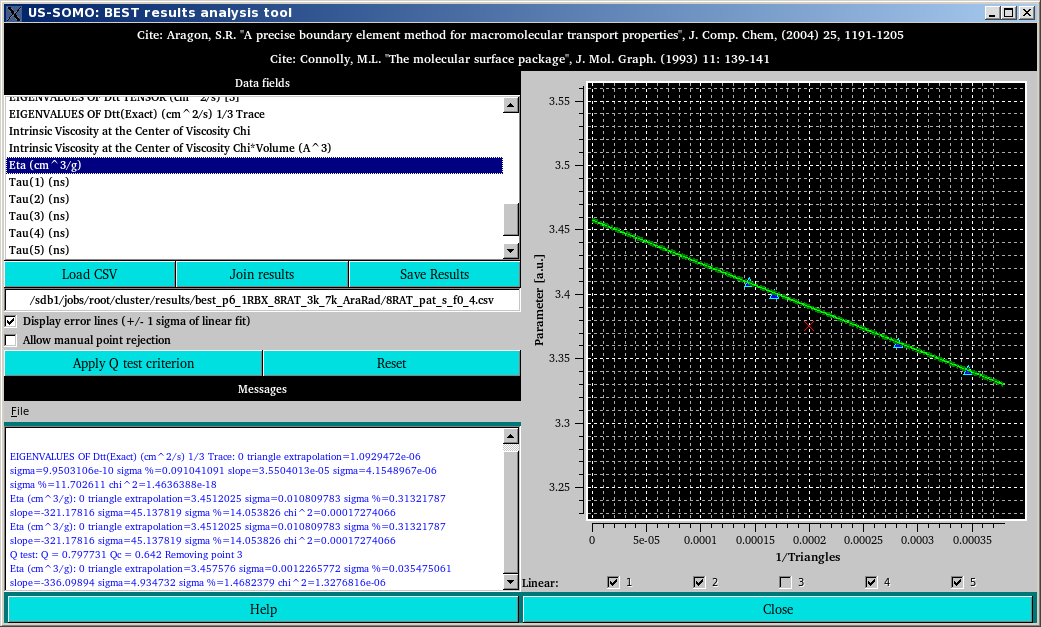 US-SOMO: BEST results analysis tool
Cite: Aragon, S.R. "A precise boundary element method for macromolecular transport properties", J. Comp. Chem, (2004) 25, 1191-1205
Cite: Connolly, M.L. "The molecular surface package", J. Mol. Graph. (1993) 11: 139-141
Data fields
EIGENVALUES OF Dtt TENSOR (cm^2/s) [3]
EIGENVALUES OF Dtt(Exact) (cm^2/s) 1/3 Trace
Intrinsic Viscosity at the Center of Viscosity Chi
Intrinsic Viscosity at the Center of Viscosity Chi*Volume (A^3)
Eta (cm^3/g)
Tau(1) (ns)
Tau(2) (ns)
Tau(3) (ns)
Tau(4) (ns)
Tau(5) (ns)
Load CSV
Join results
Save Results
/sdb1/jobs/root/cluster/results/best_p6_1RBX_8RAT_3k_7k_AraRad/8RAT_pat_s_f0_4.csv
Display error lines (+/- 1 sigma of linear fit)
Allow manual point rejection
Apply Q test criterion
Reset
Messages
File
EIGENVALUES OF Dtt(Exact) (cm^2/s) 1/3 Trace: 0 triangle extrapolation=1.0929472e-06
sigma=9.9503106e-10 sigma %=0.091041091 slope=3.5504013e-05 sigma=4.1548967e-06
sigma %=11.702611 chi^2=1.4636388e-18
Eta (cm^3/g): 0 triangle extrapolation=3.4512025 sigma=0.010809783 sigma %=0.31321787
slope=-321.17816 sigma=45.137819 sigma %=14.053826 chi^2=0.00017274066
Eta (cm^3/g): 0 triangle extrapolation=3.4512025 sigma=0.010809783 sigma %=0.31321787
slope=-321.17816 sigma=45.137819 sigma %=14.053826 chi^2=0.00017274066
Q test: Q = 0.797731 Qc = 0.642 Removing point 3
Eta (cm^3/g): 0 triangle extrapolation=3.457576 sigma=0.0012265772 sigma %=0.035475061
slope=-336.09894 sigma=4.934732 sigma %=1.4682379 chi^2=1.3276816e-06
Parameter [a.u.]
3.55
3.5
3.45
3.4
3.35
3.3
3.25
0
5e-05
0.0001
0.00015
0.0002
0.00025
0.0003
0.00035
1/Triangles
Linear:
1
2
3
4
5
Help
Close